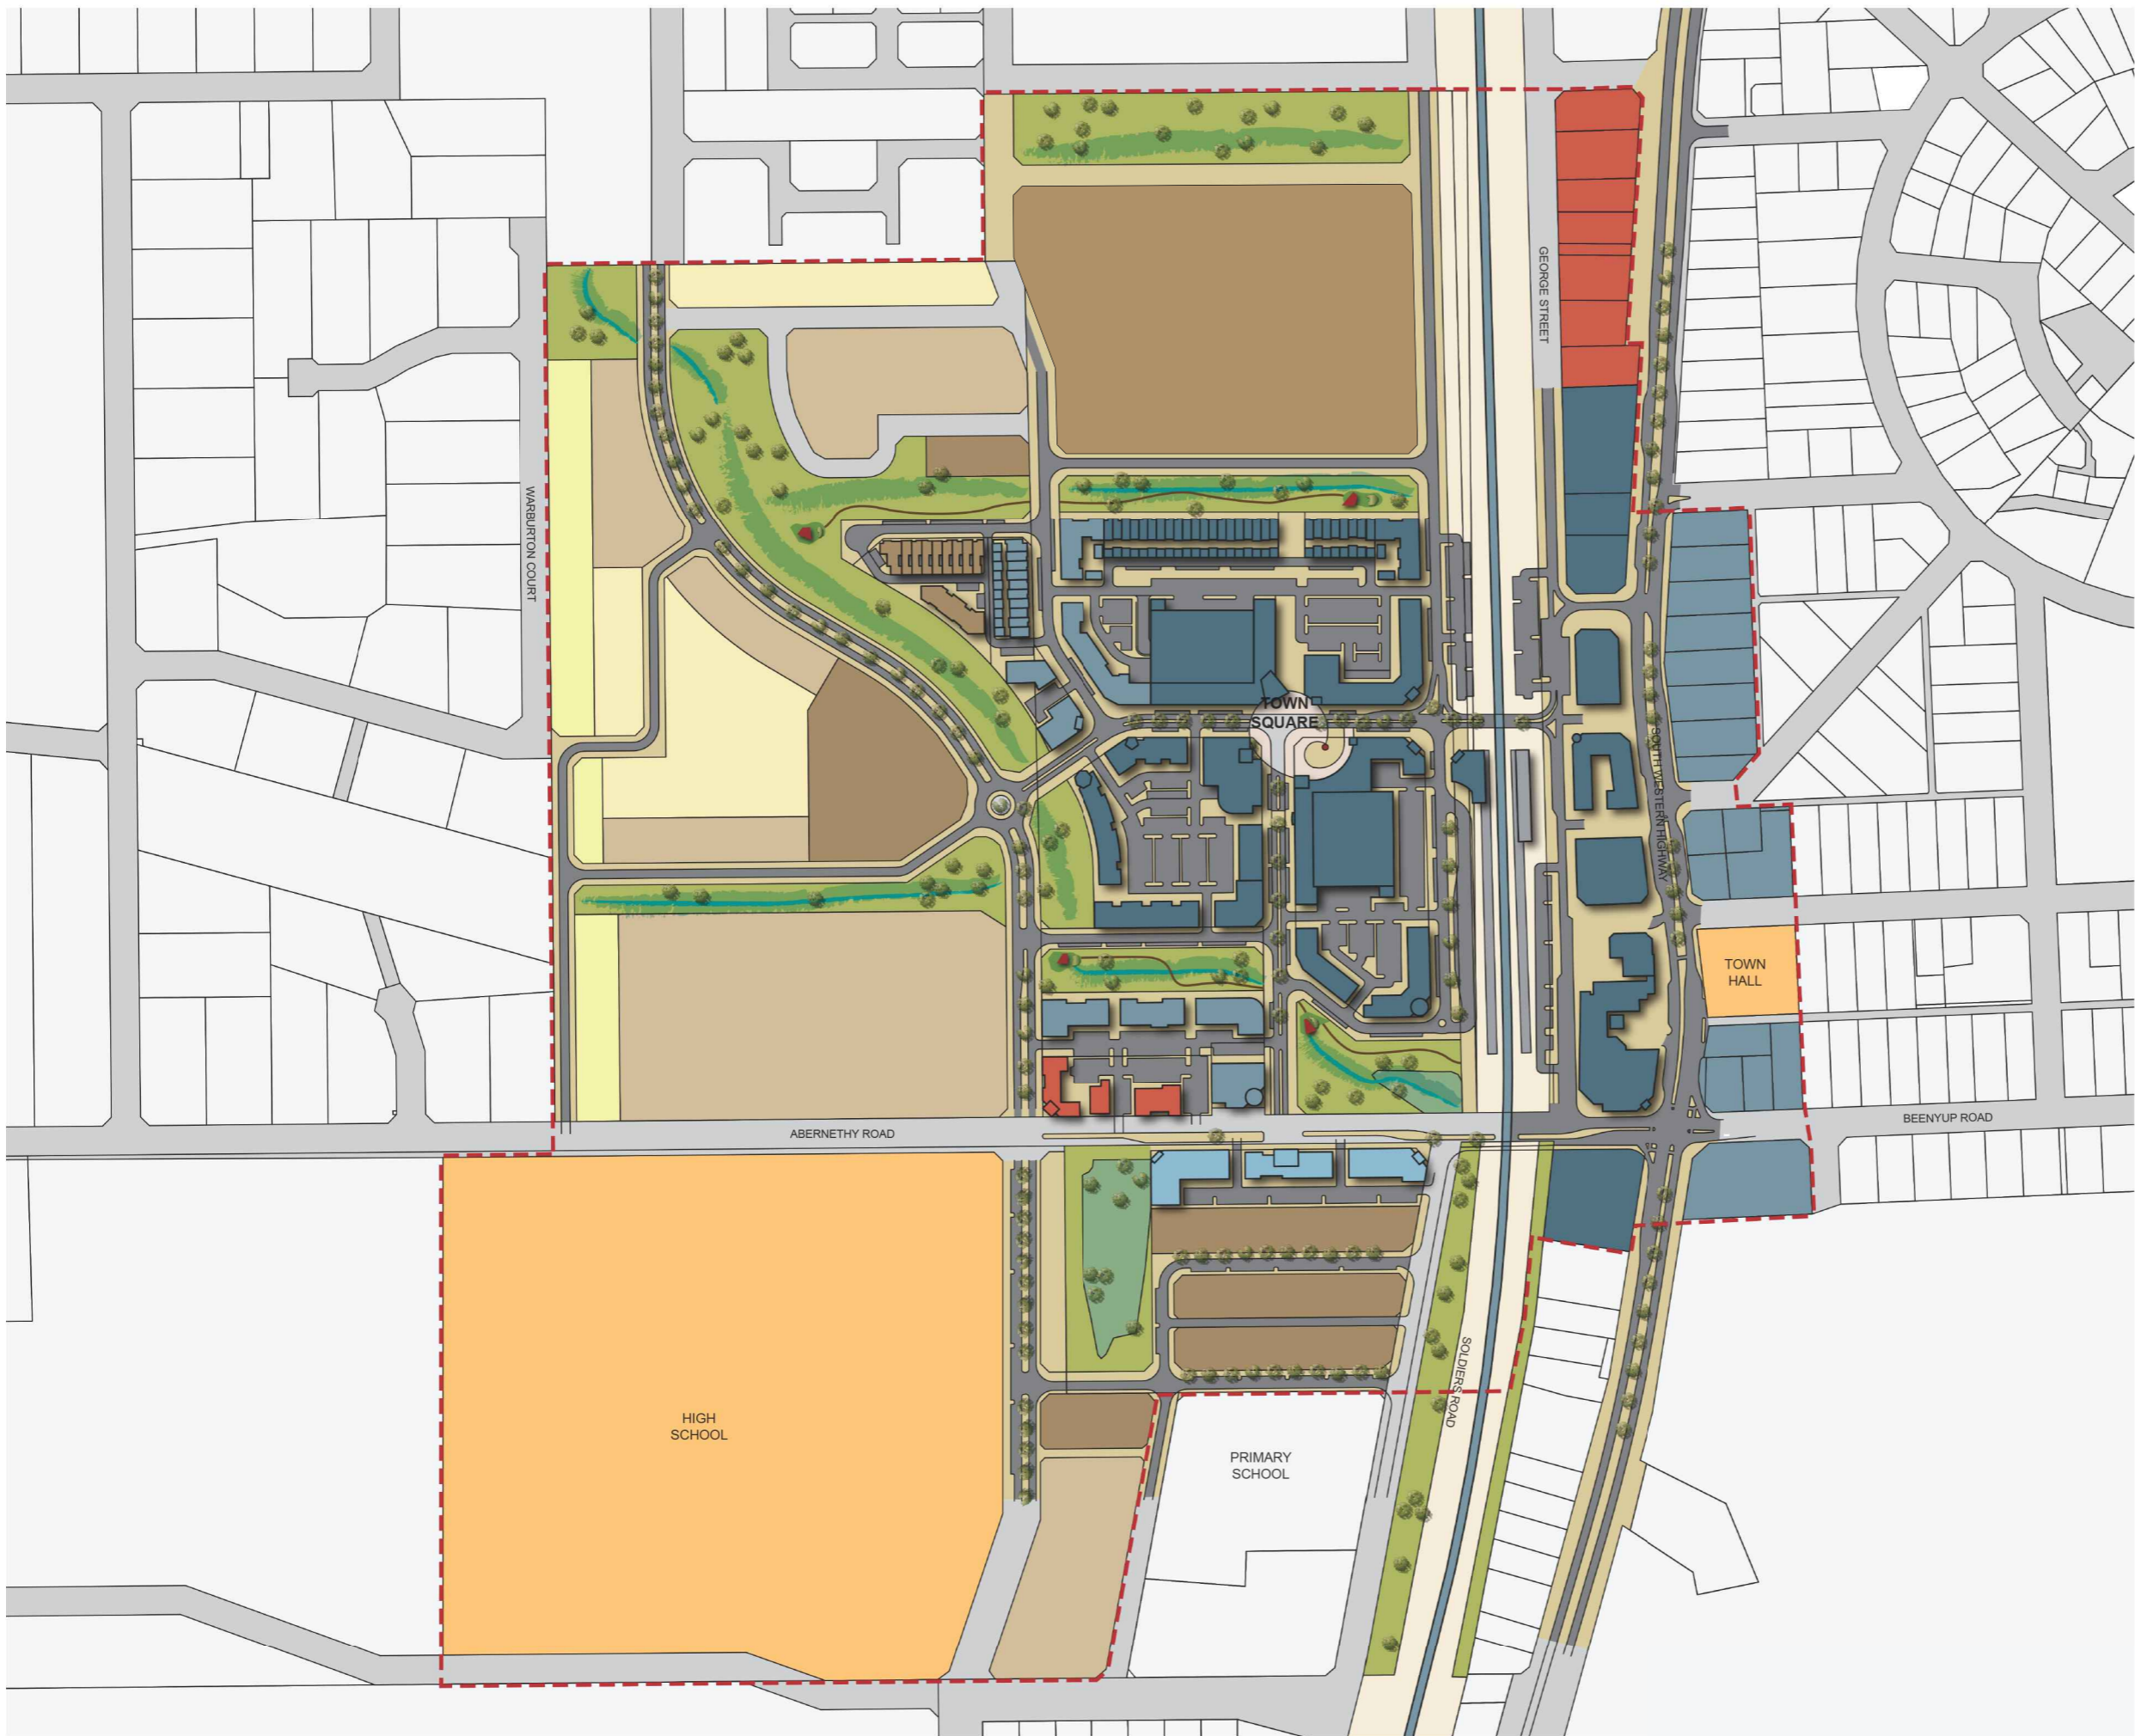 GEORGE STREET
WARBURTON COURT
TOWN
SQUARE
SOUTH WESTERN HIGHWAY
TOWN
HALL
ABERNETHY ROAD
BEENYUP ROAD
SOLDIERS ROAD
HIGH
SCHOOL
PRIMARY
SCHOOL